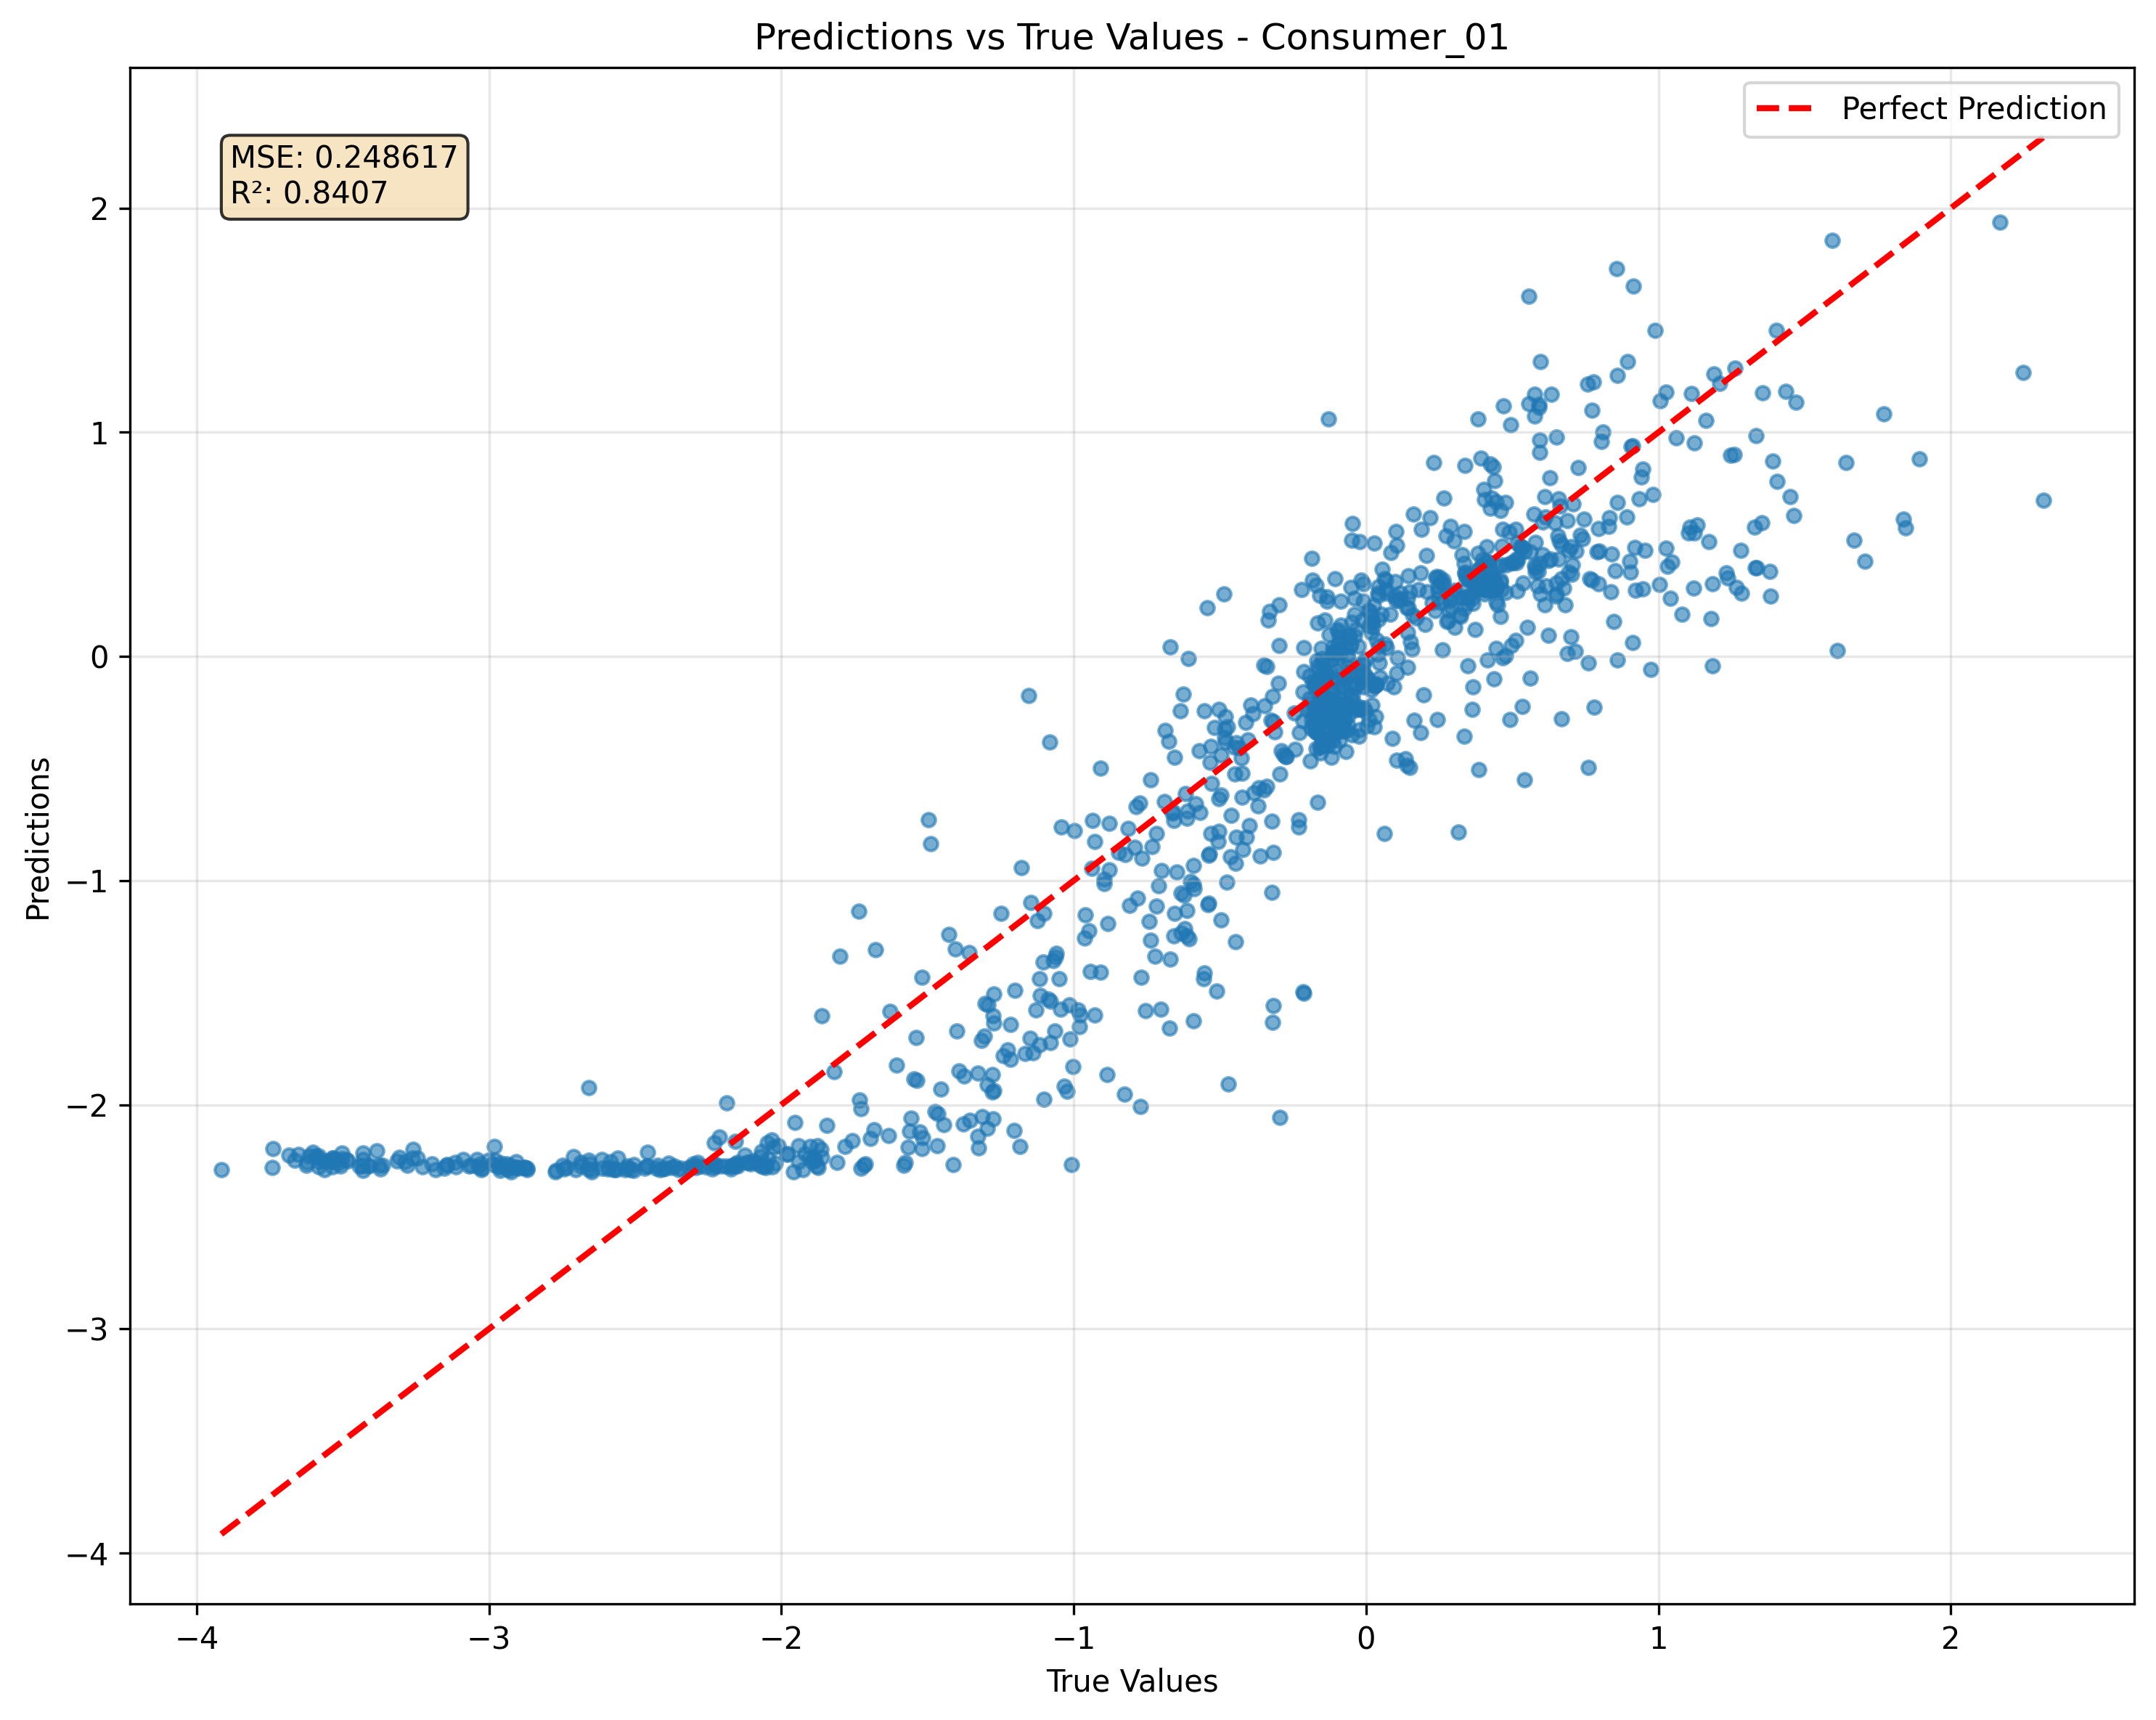 Predictions vs True Values - Consumer_01
Perfect Prediction
MSE: 0.248617
R²: 0.8407
2
1
0
−1
−2
−3
−4
Predictions
−4
−3
−2
−1
0
1
2
True Values